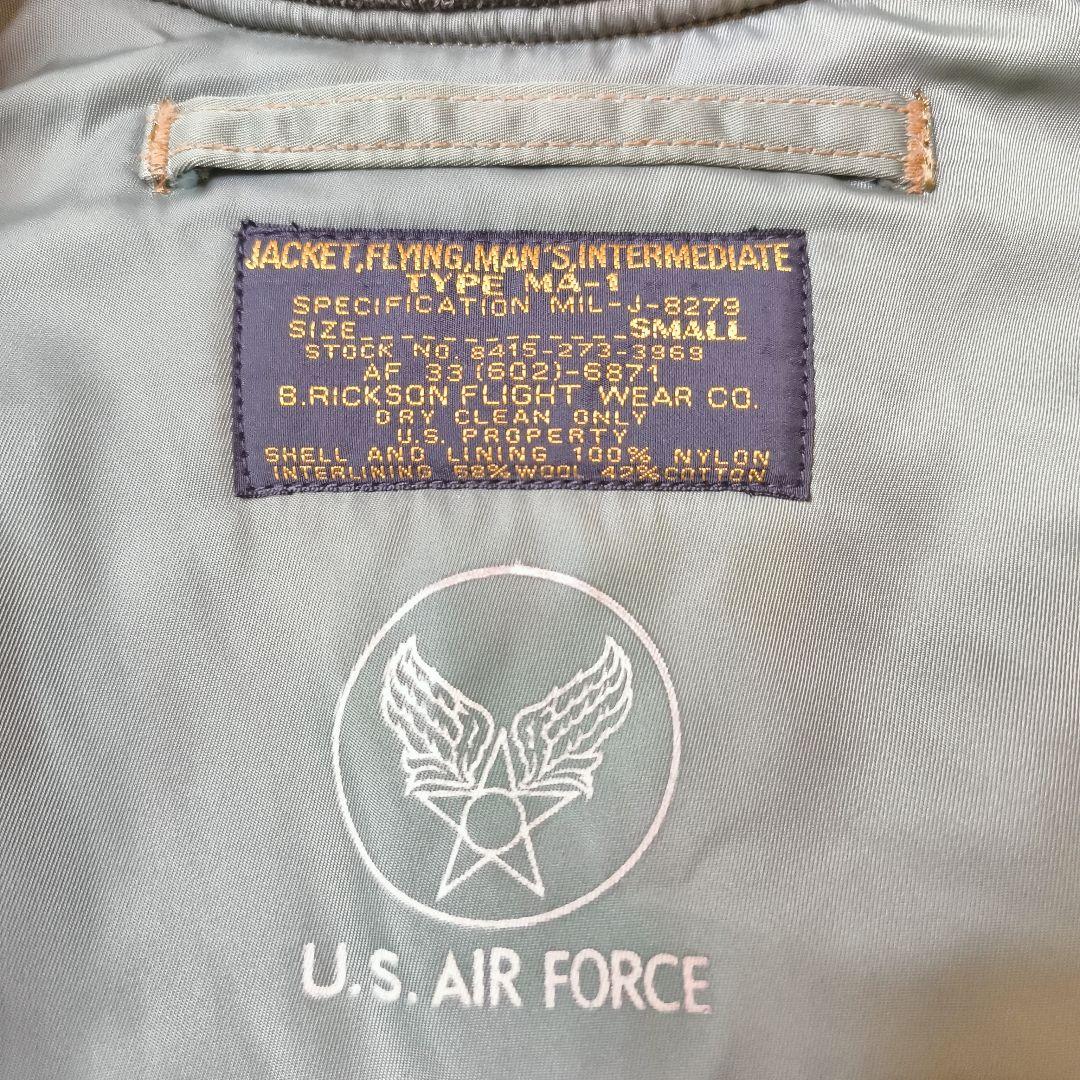 JACKET,FLYING,MAN'S,INTERMEDIATE
TYPE MA-1
SPECIFICATION MIL-J-8279
SIZE_______________SMALL
STOCK NO. 8415-273-3969
AF 33 (602)-6871
B.RICKSON FLIGHT WEAR CO.
DRY CLEAN ONLY
U.S. PROPERTY
SHELL AND LINING 100% NYLON
INTERLINING 58% WOOL 42% COTTON
U.S. AIR FORCE